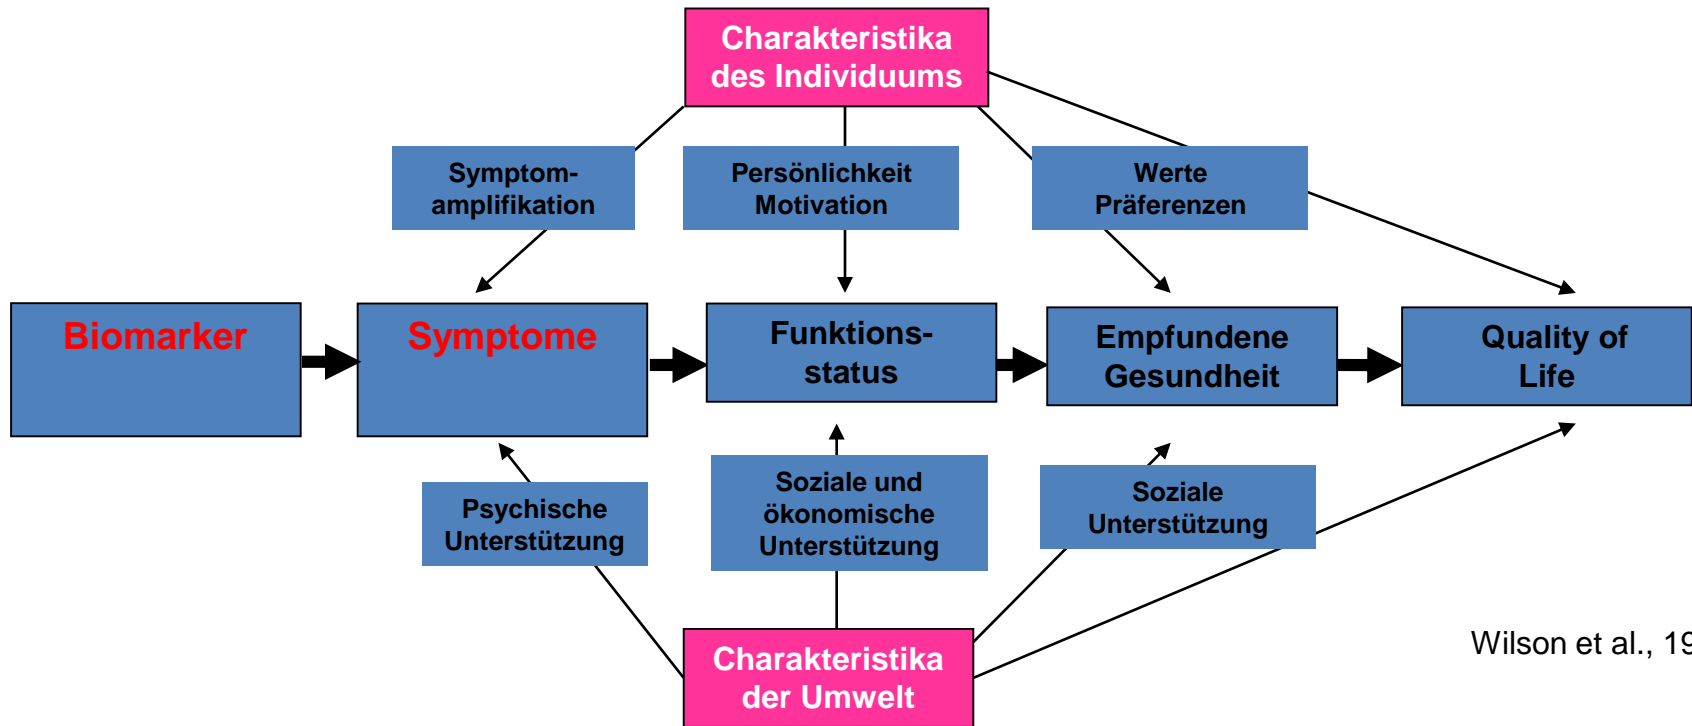 Charakteristika
des Individuums
Symptom-
amplifikation
Persönlichkeit
Motivation
Werte
Präferenzen
Biomarker
Symptome
Funktions-
status
Empfundene
Gesundheit
Quality of
Life
Psychische
Unterstützung
Soziale und
ökonomische
Unterstützung
Soziale
Unterstützung
Charakteristika
der Umwelt
Wilson et al., 19